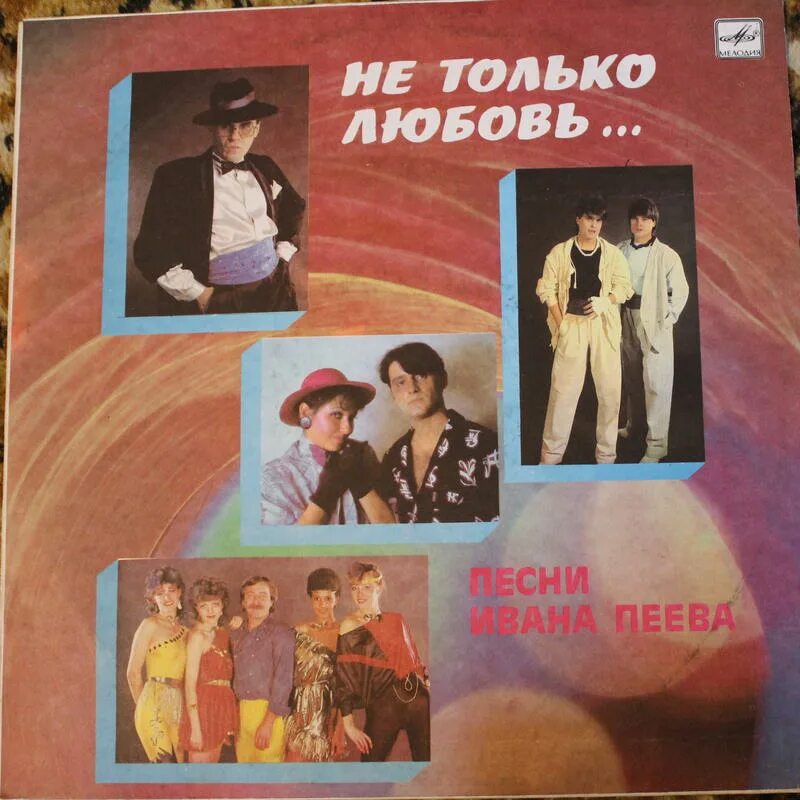 НЕ ТОЛЬКО
ЛЮБОВЬ...
МЕЛОДИЯ
ПЕСНИ
ИВАНА ПЕЕВА